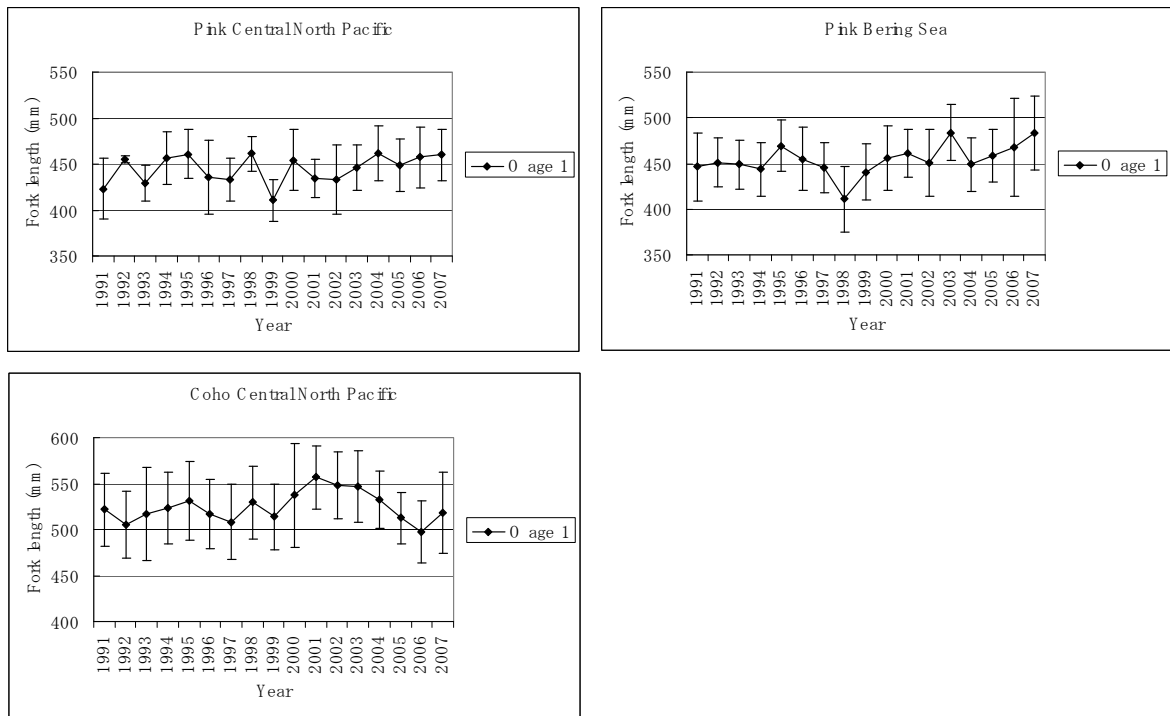 Pink Central North Pacific
550
500
450
400
350
Fork length (mm)
1991 1992 1993 1994 1995 1996 1997 1998 1999 2000 2001 2002 2003 2004 2005 2006 2007
Year
0 age 1
Pink Bering Sea
550
500
450
400
350
Fork length (mm)
1991 1992 1993 1994 1995 1996 1997 1998 1999 2000 2001 2002 2003 2004 2005 2006 2007
Year
0 age 1
Coho Central North Pacific
600
550
500
450
400
Fork length (mm)
1991 1992 1993 1994 1995 1996 1997 1998 1999 2000 2001 2002 2003 2004 2005 2006 2007
Year
0 age 1